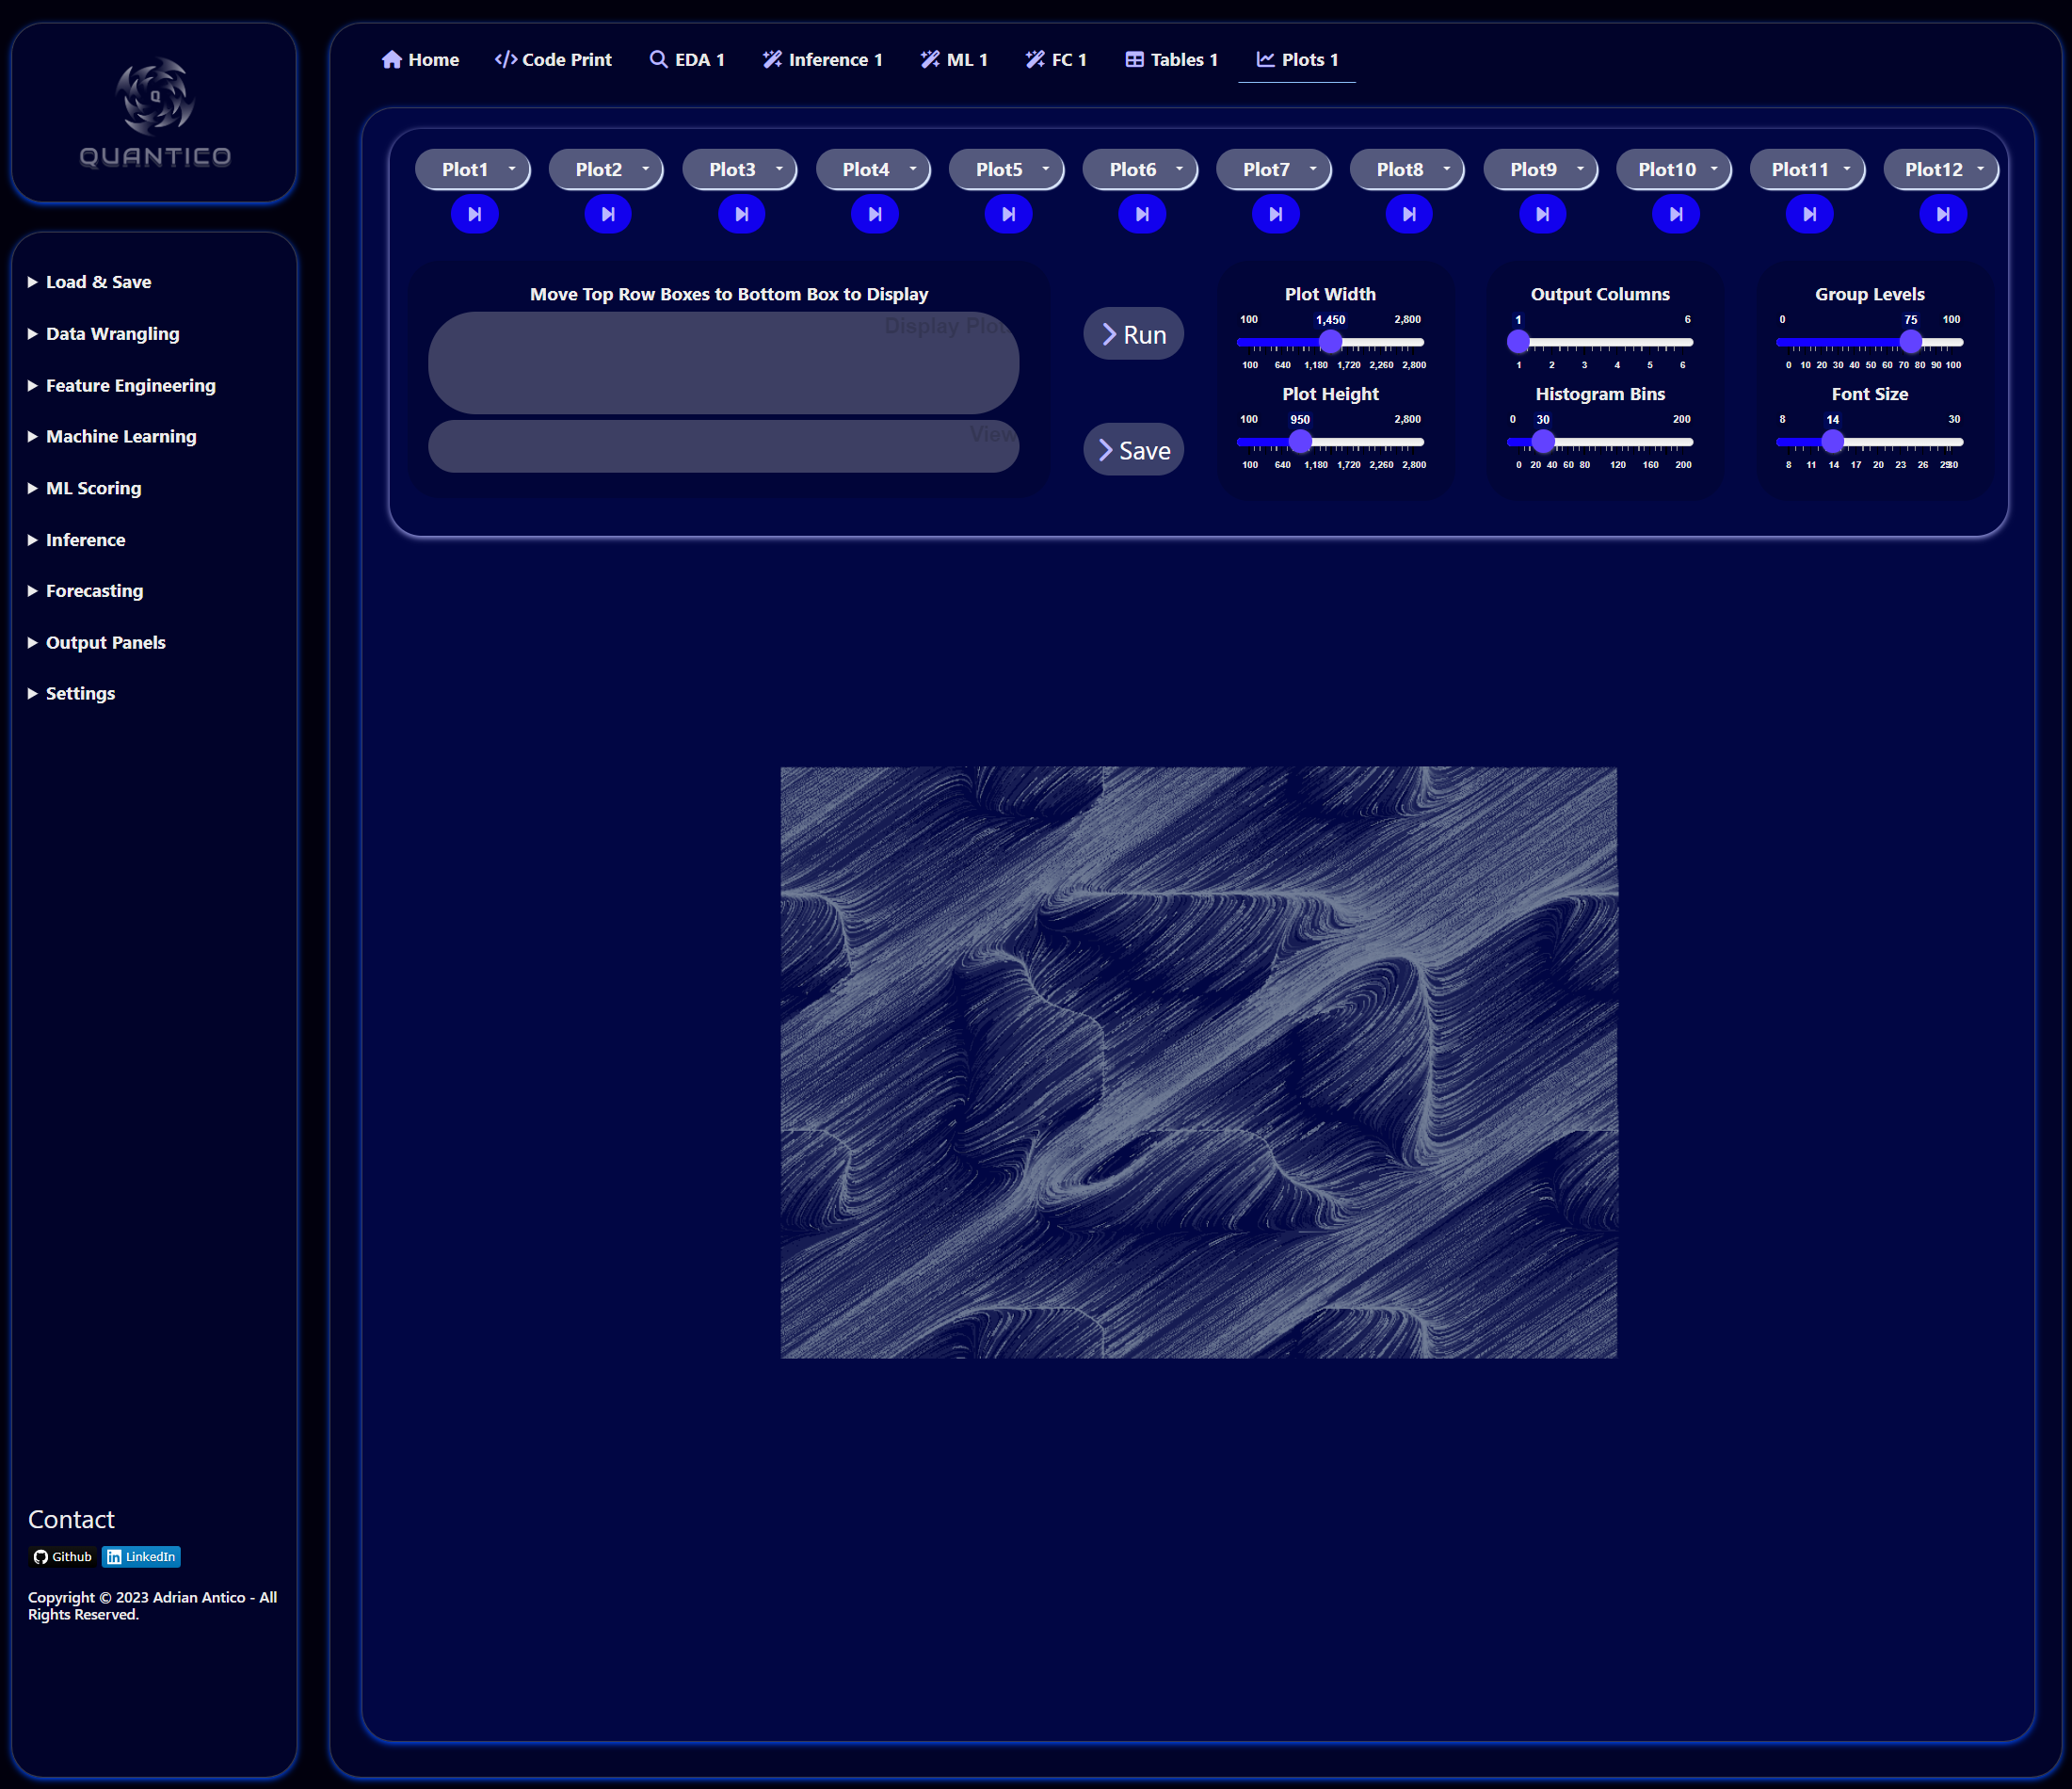 Q
QUANTICO
Load & Save
Data Wrangling
Feature Engineering
Machine Learning
ML Scoring
Inference
Forecasting
Output Panels
Settings
Contact
Github LinkedIn
Copyright © 2023 Adrian Antico - All
Rights Reserved.
Home Code Print EDA 1 Inference 1 ML 1 FC 1 Tables 1 Plots 1
Plot1 Plot2 Plot3 Plot4 Plot5 Plot6 Plot7 Plot8 Plot9 Plot10 Plot11 Plot12
Move Top Row Boxes to Bottom Box to Display
Display Plot
View
Run
Save
Plot Width
100 1,450 2,800
100 640 1,180 1,720 2,260 2,800
Plot Height
100 950 2,800
100 640 1,180 1,720 2,260 2,800
Output Columns
1 6
1 2 3 4 5 6
Histogram Bins
0 30 200
0 20 40 60 80 120 160 200
Group Levels
0 75 100
0 10 20 30 40 50 60 70 80 90 100
Font Size
8 14 30
8 11 14 17 20 23 26 29 30